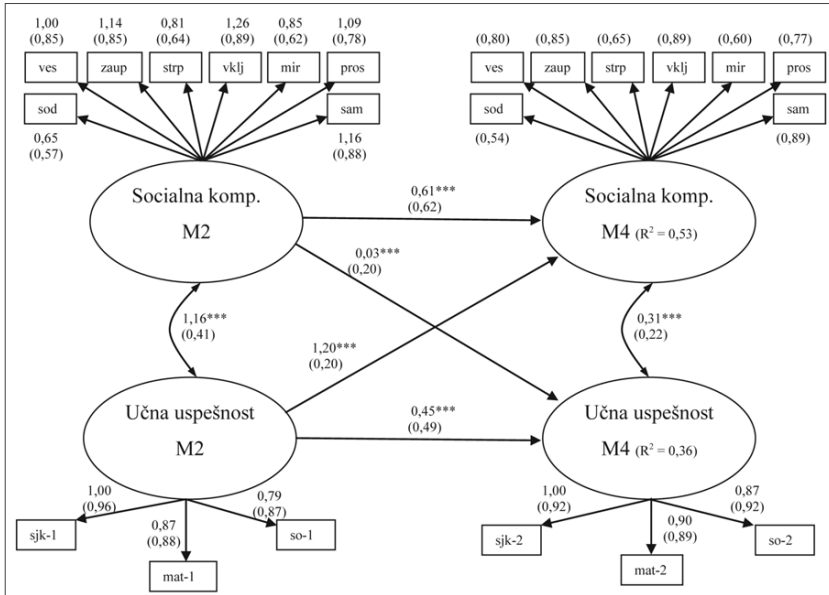 1,00 1,14 0,81 1,26 0,85 1,09
(0,85) (0,85) (0,64) (0,89) (0,62) (0,78)
ves zaup strp vklj mir pros
sod sam
0,65 1,16
(0,57) (0,88)
(0,80) (0,85) (0,65) (0,89) (0,60) (0,77)
ves zaup strp vklj mir pros
sod sam
(0,54) (0,89)
Socialna komp.
M2
0,61***
(0,62)
Socialna komp.
M4 (R² = 0,53)
0,03***
(0,20)
1,16***
(0,41)
1,20***
(0,20)
0,31***
(0,22)
Učna uspešnost
M2
0,45***
(0,49)
Učna uspešnost
M4 (R² = 0,36)
1,00
(0,96)
0,87
(0,88)
0,79
(0,87)
sjk-1
mat-1
so-1
1,00
(0,92)
0,90
(0,89)
0,87
(0,92)
sjk-2
mat-2
so-2